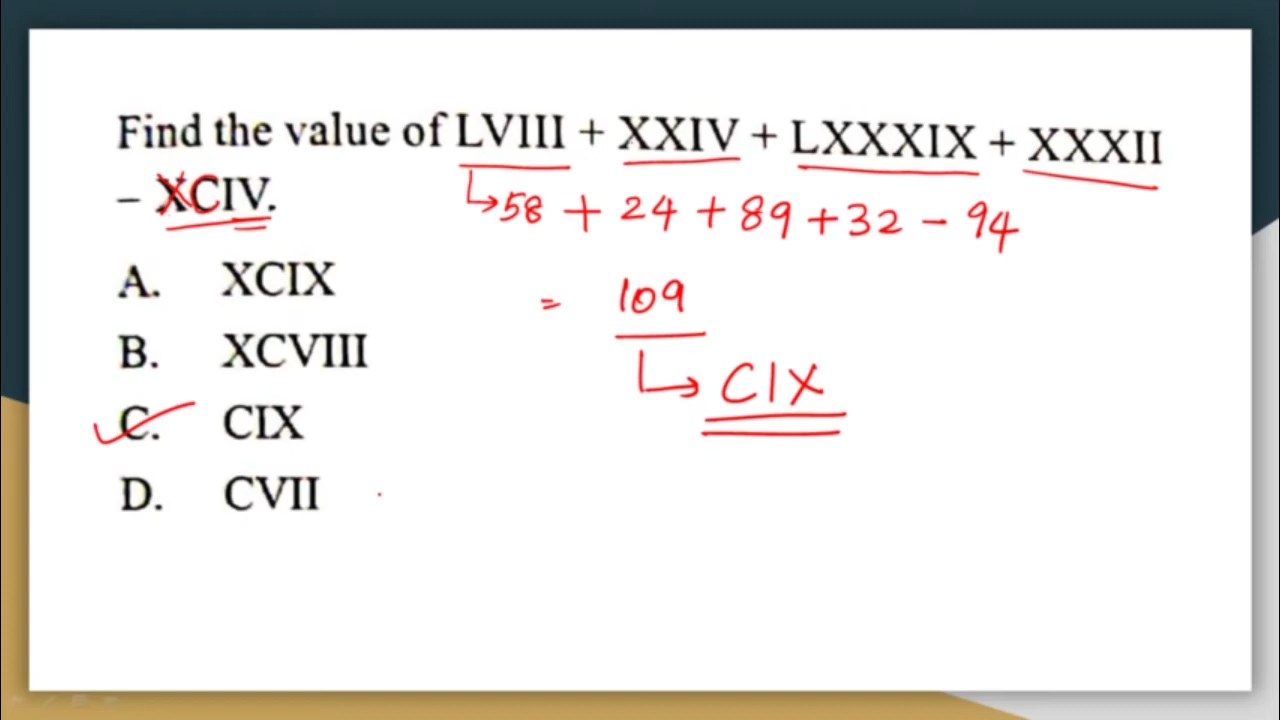 Find the value of LVIII + XXIV + LXXXIX + XXXII
– XCIV.
↳58 + 24 + 89 + 32 - 94
A. XCIX
= 109
B. XCVIII
↳ CIX
C. CIX
D. CVII